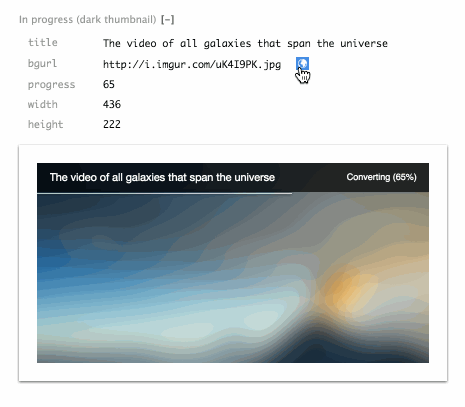 In progress (dark thumbnail) [−]
title The video of all galaxies that span the universe
bgurl http://i.imgur.com/uK4I9PK.jpg
progress 65
width 436
height 222
The video of all galaxies that span the universe Converting (65%)